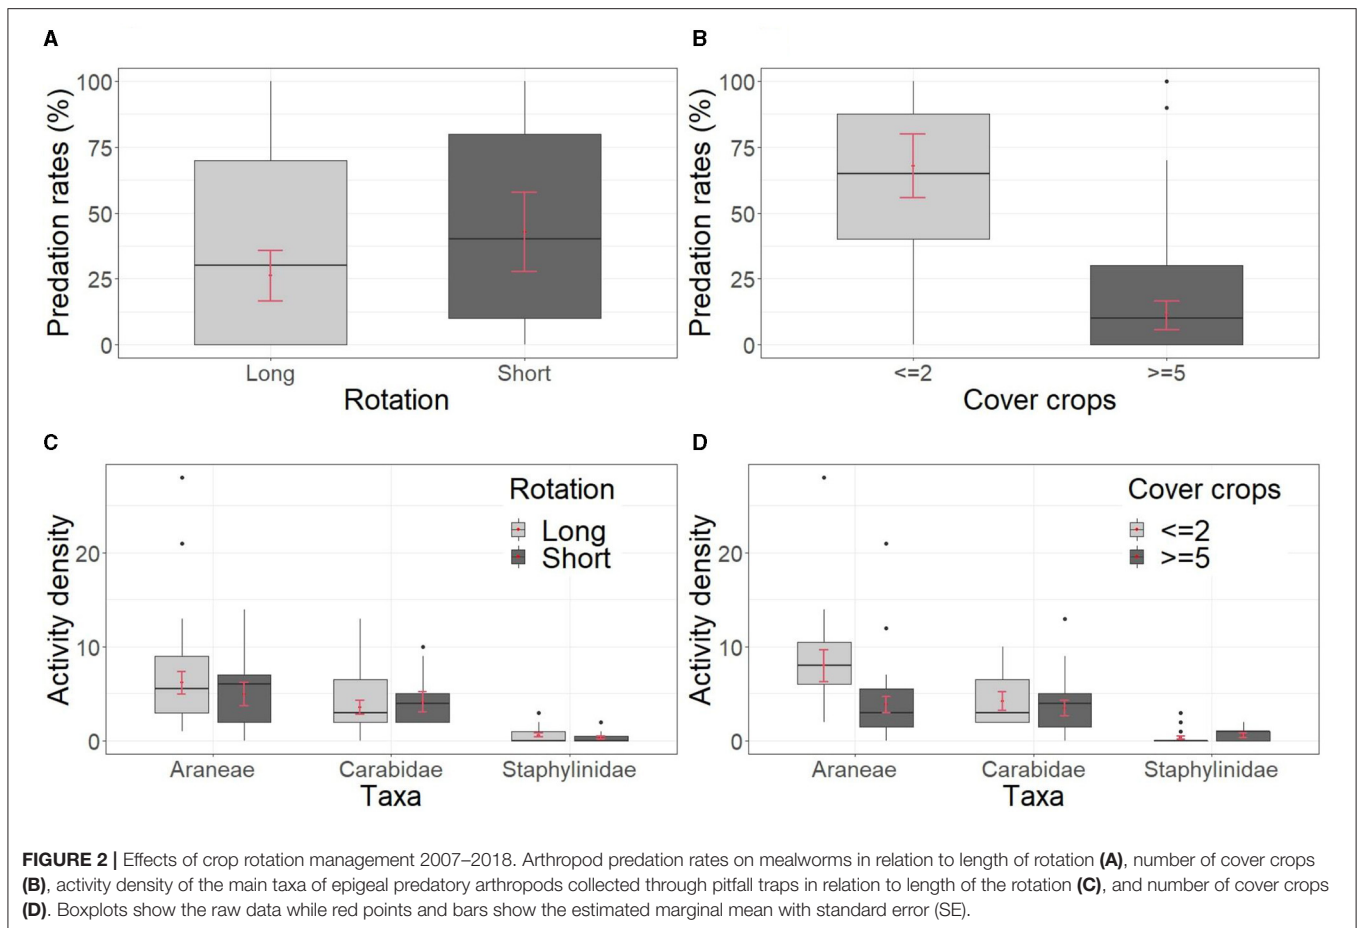 A
Predation rates (%)
100
75
50
25
0
Long
Short
Rotation
B
Predation rates (%)
100
75
50
25
0
<=2
>=5
Cover crops
C
Activity density
20
10
0
Rotation
Long
Short
Araneae
Carabidae
Staphylinidae
Taxa
D
Activity density
20
10
0
Cover crops
<=2
>=5
Araneae
Carabidae
Staphylinidae
Taxa
FIGURE 2 | Effects of crop rotation management 2007–2018. Arthropod predation rates on mealworms in relation to length of rotation (A), number of cover crops
(B), activity density of the main taxa of epigeal predatory arthropods collected through pitfall traps in relation to length of the rotation (C), and number of cover crops
(D). Boxplots show the raw data while red points and bars show the estimated marginal mean with standard error (SE).